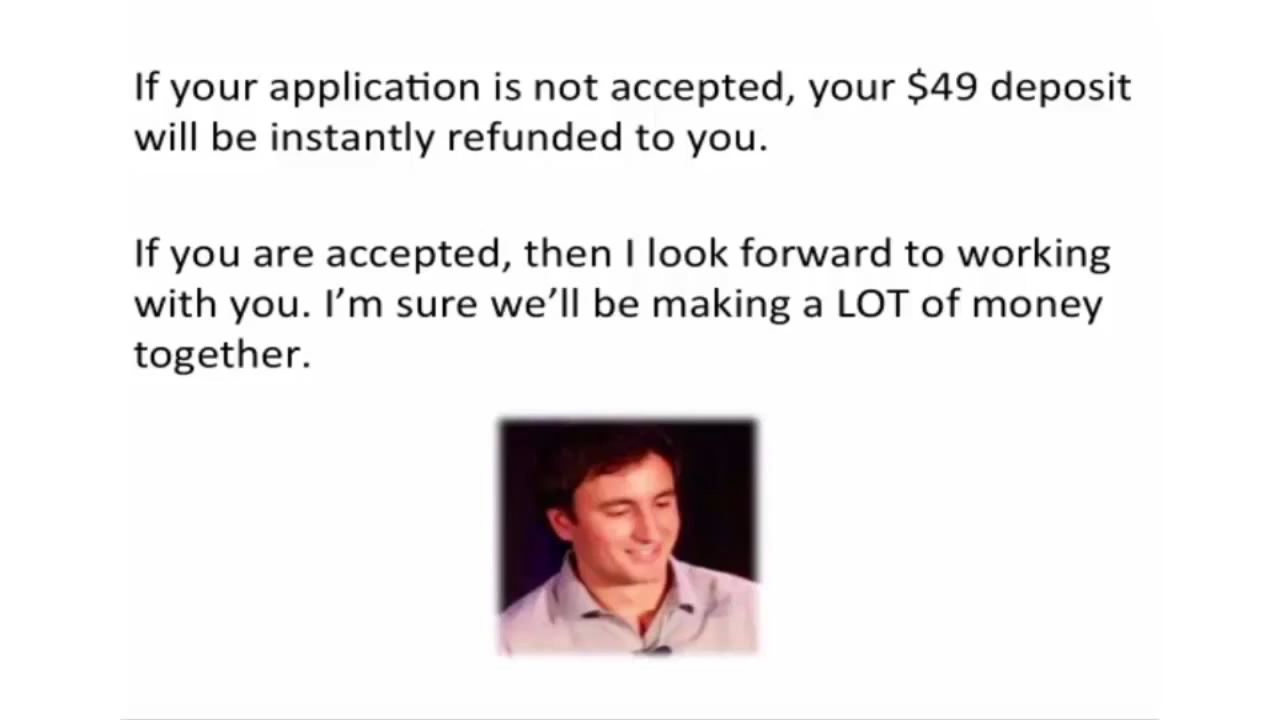 If your application is not accepted, your $49 deposit
will be instantly refunded to you.
If you are accepted, then I look forward to working
with you. I’m sure we’ll be making a LOT of money
together.